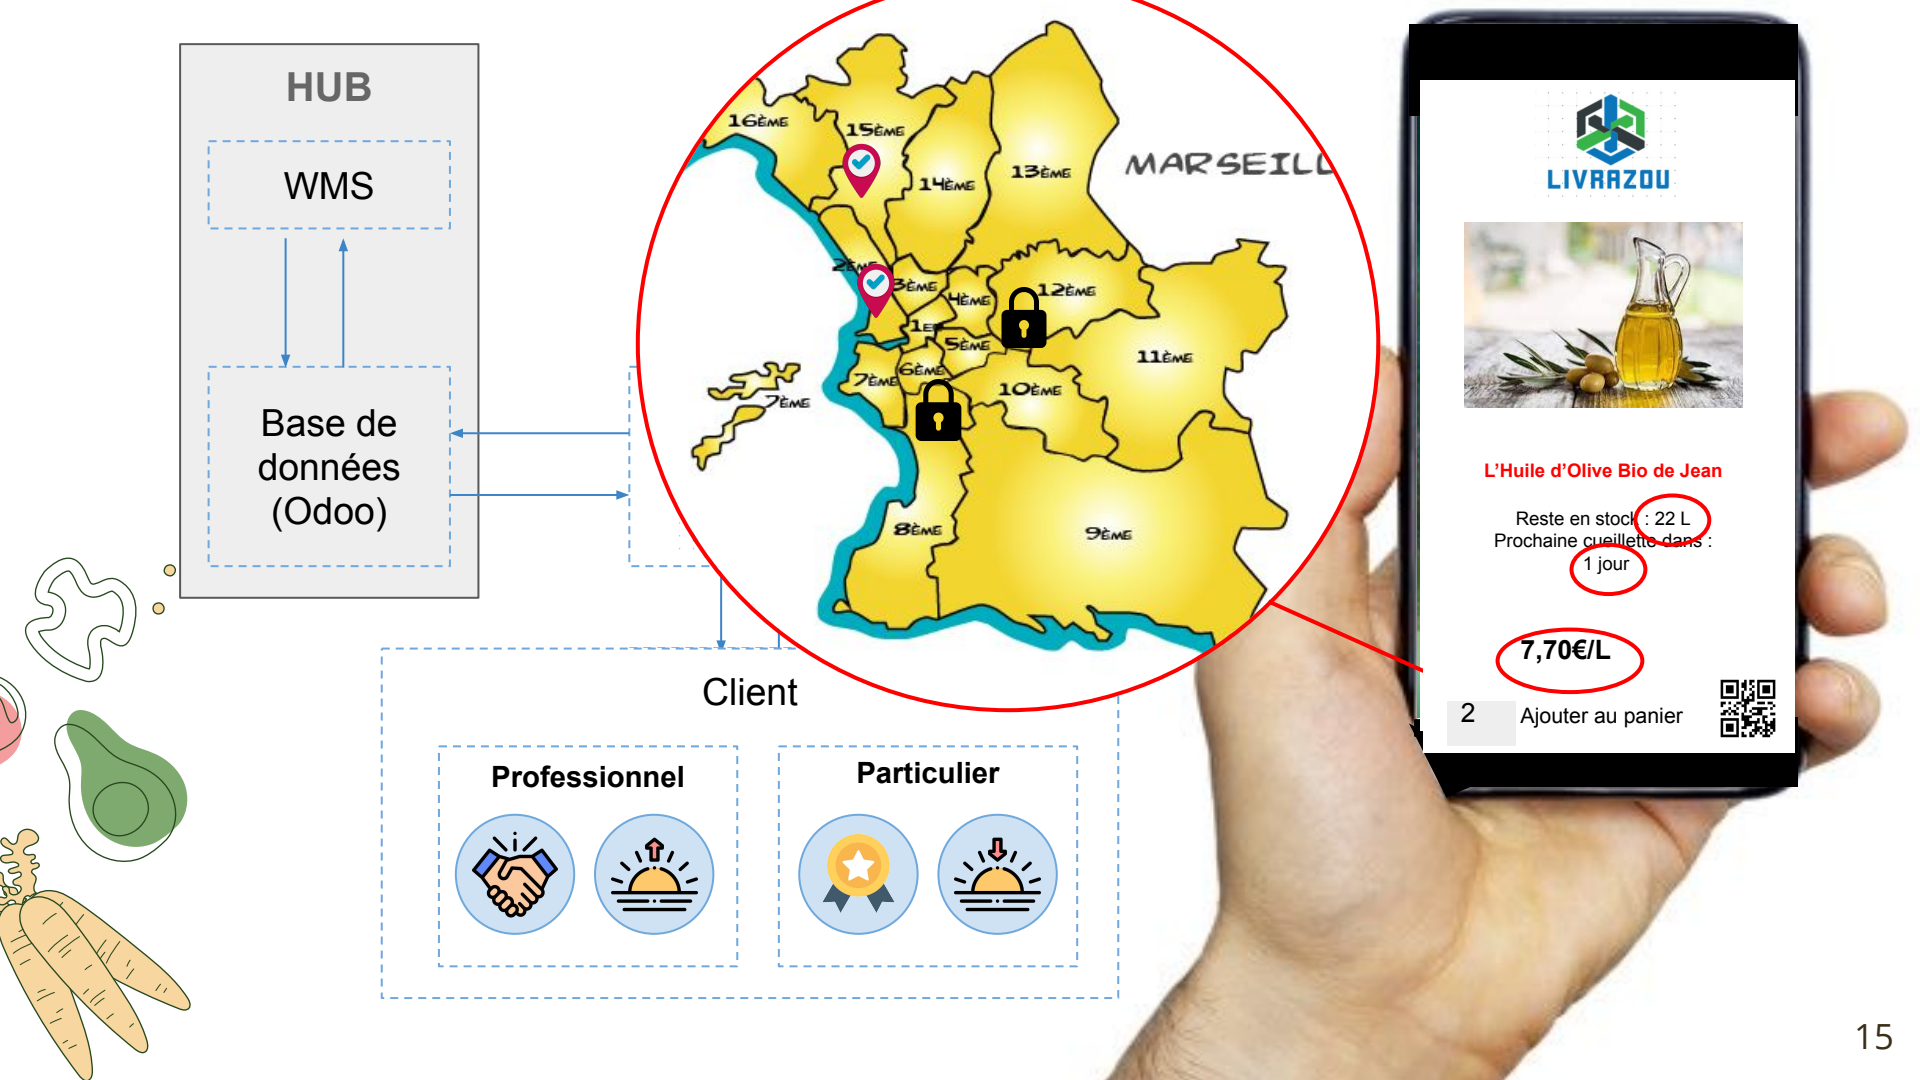 HUB
WMS
Base de
données
(Odoo)
16ÈME
15ÈME
14ÈME
13ÈME
MARSEILL
2ÈME
3ÈME
4ÈME
12ÈME
1ER
5ÈME
11ÈME
6ÈME
7ÈME
7ÈME
10ÈME
8ÈME
9ÈME
LIVRAZOU
L’Huile d’Olive Bio de Jean
Reste en stock : 22 L
Prochaine cueillette dans :
1 jour
7,70€/L
2
Ajouter au panier
Client
Professionnel
Particulier
15